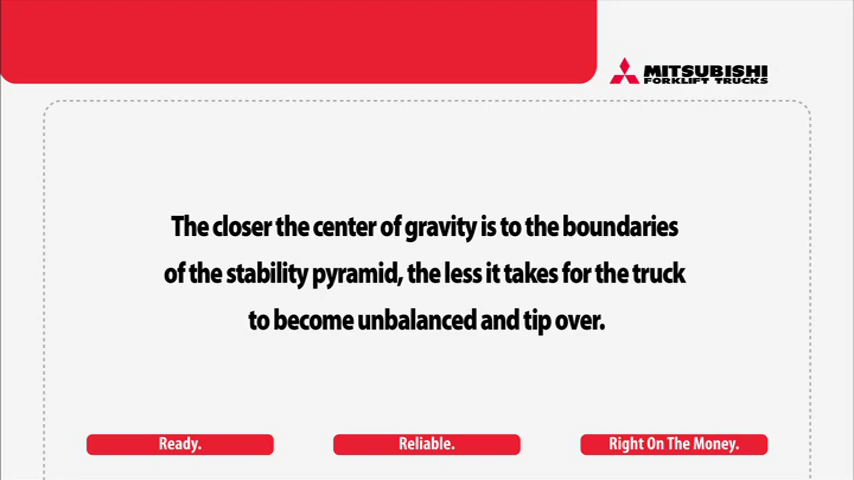 MITSUBISHI
FORKLIFT TRUCKS
The closer the center of gravity is to the boundaries
of the stability pyramid, the less it takes for the truck
to become unbalanced and tip over.
Ready.
Reliable.
Right On The Money.